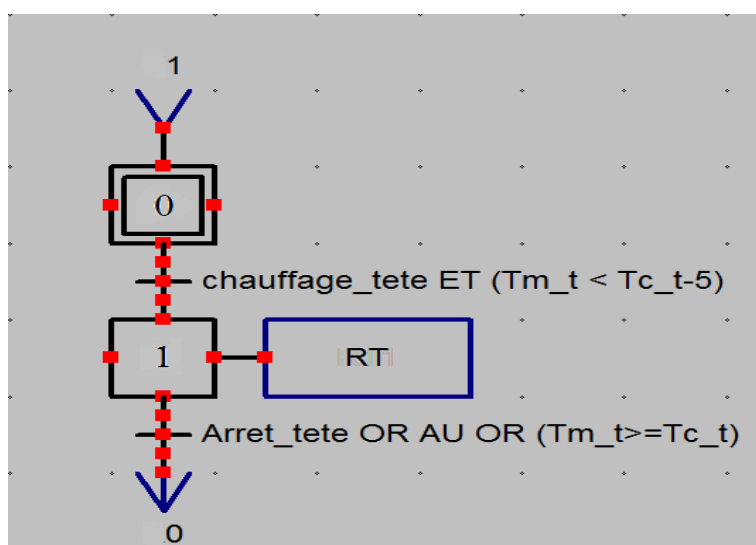 1
0
chauffage_tete ET (Tm_t < Tc_t-5)
1
RT
Arret_tete OR AU OR (Tm_t>=Tc_t)
0